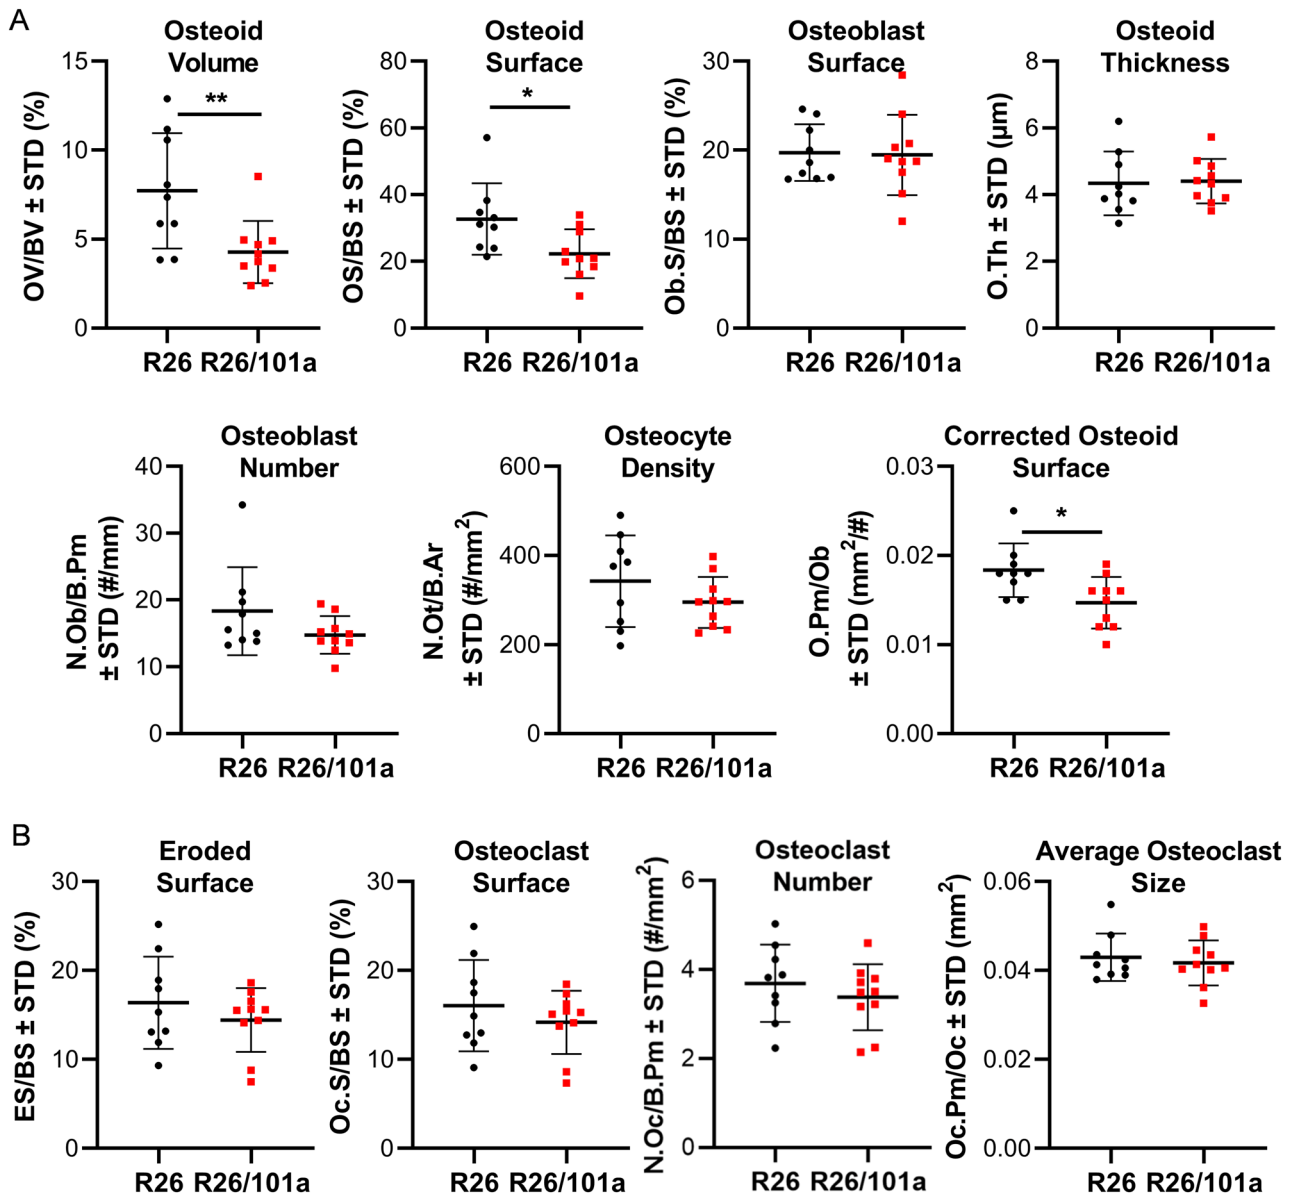 A
Osteoid
Volume
OV/BV ± STD (%)
15
10
5
0
**
R26 R26/101a
Osteoid
Surface
OS/BS ± STD (%)
80
60
40
20
0
*
R26 R26/101a
Osteoblast
Surface
Ob.S/BS ± STD (%)
30
20
10
0
R26 R26/101a
Osteoid
Thickness
O.Th ± STD (µm)
8
6
4
2
0
R26 R26/101a
Osteoblast
Number
N.Ob/B.Pm
± STD (#/mm)
40
30
20
10
0
R26 R26/101a
Osteocyte
Density
N.Ot/B.Ar
± STD (#/mm²)
600
400
200
0
R26 R26/101a
Corrected Osteoid
Surface
O.Pm/Ob
± STD (mm²/#)
0.03
0.02
0.01
0.00
*
R26 R26/101a
B
Eroded
Surface
ES/BS ± STD (%)
30
20
10
0
R26 R26/101a
Osteoclast
Surface
Oc.S/BS ± STD (%)
30
20
10
0
R26 R26/101a
Osteoclast
Number
N.Oc/B.Pm ± STD (#/mm²)
6
4
2
0
R26 R26/101a
Average Osteoclast
Size
Oc.Pm/Oc ± STD (mm²)
0.06
0.04
0.02
0.00
R26 R26/101a